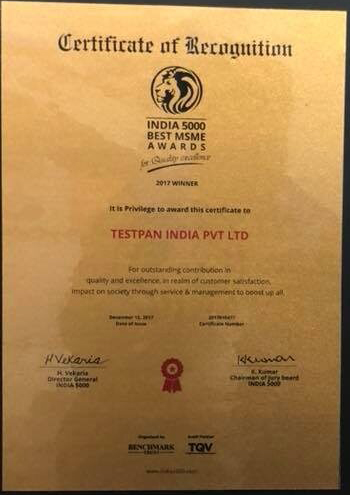 Certificate of Recognition
INDIA 5000
BEST MSME
AWARDS
for Quality excellence
2017 WINNER
It is Privilege to award this certificate to
TESTPAN INDIA PVT LTD
For outstanding contribution in
quality and excellence, in realm of customer satisfaction,
impact on society through service & management to boost up all.
December 12, 2017
Date of Issue
Certificate Number
H Vekaria
H. Vekaria
Director General
INDIA 5000
K. Kumar
Chairman of Jury board
INDIA 5000
Organized by
BENCHMARK
TRUST
Audit Partner
TQV